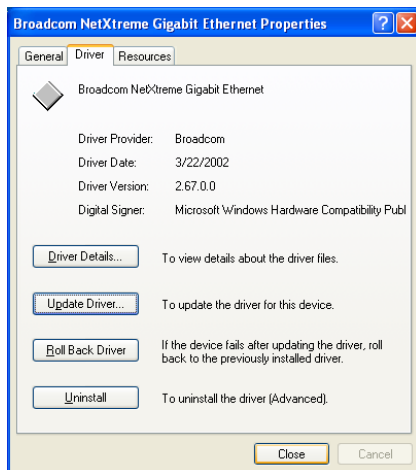 Broadcom NetXtreme Gigabit Ethernet Properties
General Driver Resources
Broadcom NetXtreme Gigabit Ethernet
Driver Provider: Broadcom
Driver Date: 3/22/2002
Driver Version: 2.67.0.0
Digital Signer: Microsoft Windows Hardware Compatibility Publ
Driver Details... To view details about the driver files.
Update Driver... To update the driver for this device.
Roll Back Driver If the device fails after updating the driver, roll
back to the previously installed driver.
Uninstall To uninstall the driver (Advanced).
Close Cancel